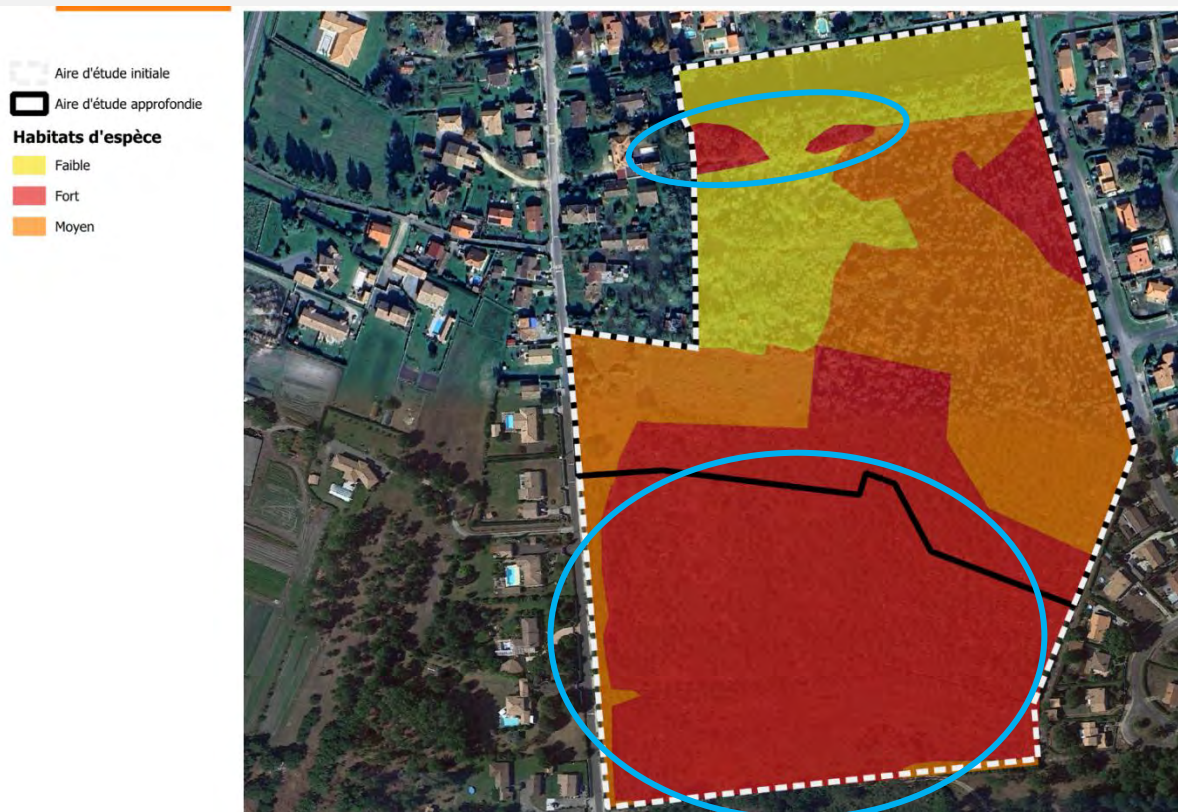 Aire d'étude initiale
Aire d'étude approfondie
Habitats d'espèce
Faible
Fort
Moyen